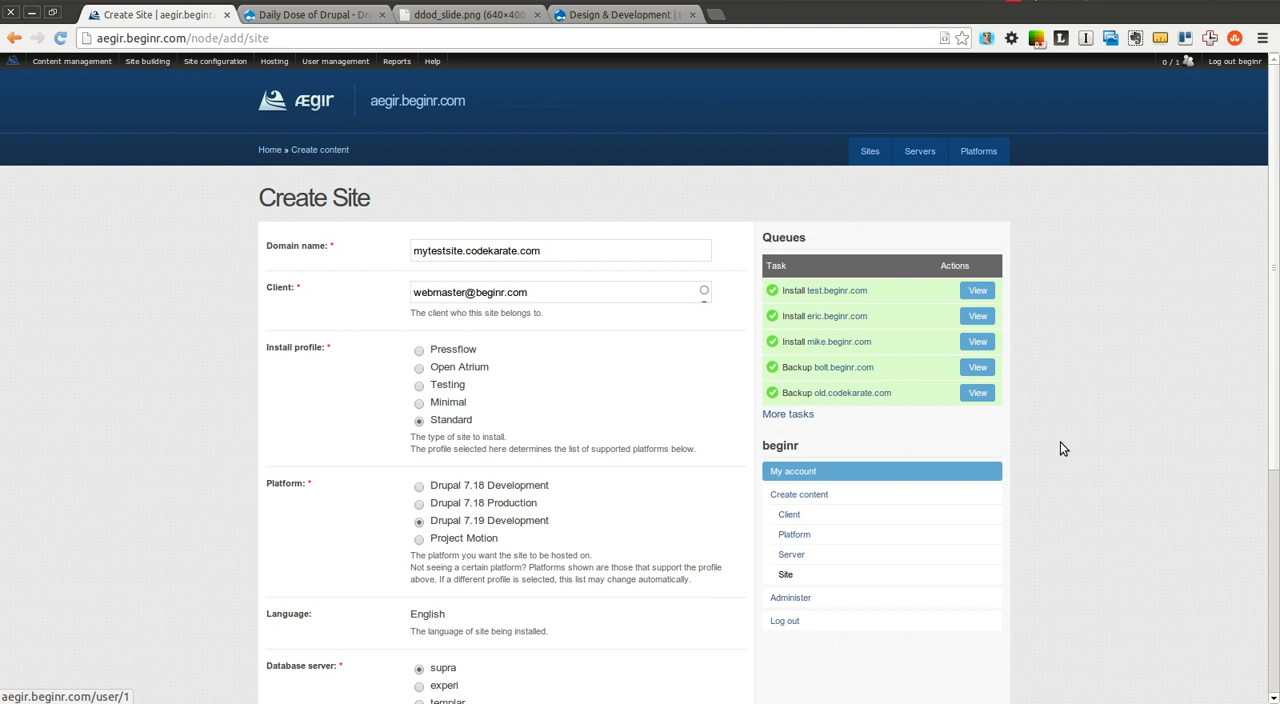 Create Site | aegir.beginr.
Daily Dose of Drupal - Dr
ddod_slide.png (640×400
Design & Development |
aegir.beginr.com/node/add/site
Content management
Site building
Site configuration
Hosting
User management
Reports
Help
0 / 1
Log out beginr
ÆGIR
aegir.beginr.com
Home » Create content
Sites
Servers
Platforms
Create Site
Domain name: *
mytestsite.codekarate.com
Client: *
webmaster@beginr.com
The client who this site belongs to.
Install profile: *
Pressflow
Open Atrium
Testing
Minimal
Standard
The type of site to install.
The profile selected here determines the list of supported platforms below.
Platform: *
Drupal 7.18 Development
Drupal 7.18 Production
Drupal 7.19 Development
Project Motion
The platform you want the site to be hosted on.
Not seeing a certain platform? Platforms shown are those that support the profile
above. If a different profile is selected, this list may change automatically.
Language:
English
The language of site being installed.
Database server: *
supra
experi
templar
Queues
Task
Actions
Install test.beginr.com
View
Install eric.beginr.com
View
Install mike.beginr.com
View
Backup bolt.beginr.com
View
Backup old.codekarate.com
View
More tasks
beginr
My account
Create content
Client
Platform
Server
Site
Administer
Log out
aegir.beginr.com/user/1